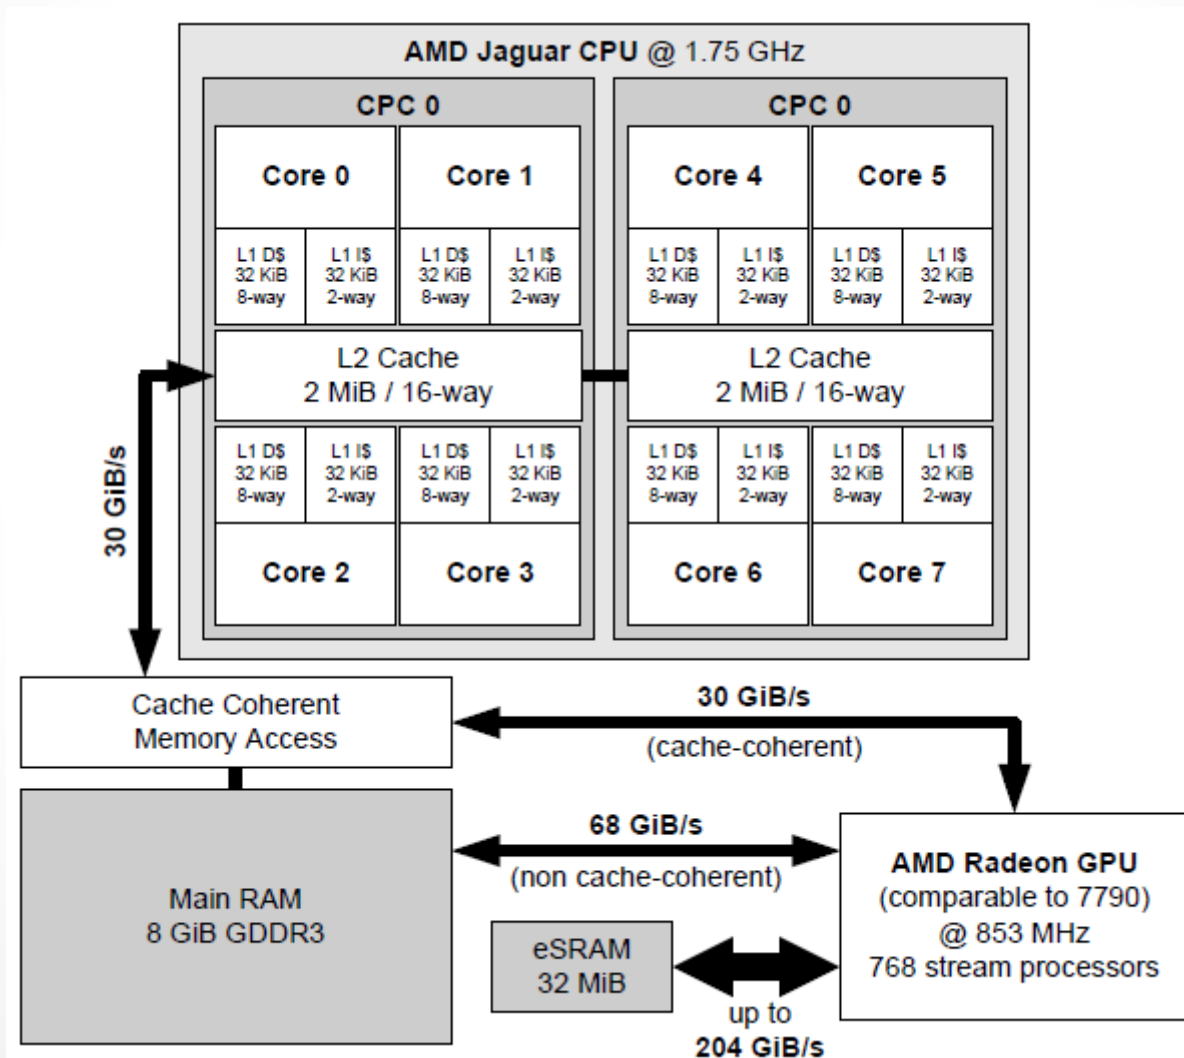 AMD Jaguar CPU @ 1.75 GHz
CPC 0
Core 0
Core 1
L1 D$
32 KiB
8-way
L1 I$
32 KiB
2-way
L1 D$
32 KiB
8-way
L1 I$
32 KiB
2-way
L2 Cache
2 MiB / 16-way
L1 D$
32 KiB
8-way
L1 I$
32 KiB
2-way
L1 D$
32 KiB
8-way
L1 I$
32 KiB
2-way
Core 2
Core 3
CPC 0
Core 4
Core 5
L1 D$
32 KiB
8-way
L1 I$
32 KiB
2-way
L1 D$
32 KiB
8-way
L1 I$
32 KiB
2-way
L2 Cache
2 MiB / 16-way
L1 D$
32 KiB
8-way
L1 I$
32 KiB
2-way
L1 D$
32 KiB
8-way
L1 I$
32 KiB
2-way
Core 6
Core 7
30 GiB/s
Cache Coherent
Memory Access
30 GiB/s
(cache-coherent)
68 GiB/s
(non cache-coherent)
Main RAM
8 GiB GDDR3
eSRAM
32 MiB
up to
204 GiB/s
AMD Radeon GPU
(comparable to 7790)
@ 853 MHz
768 stream processors